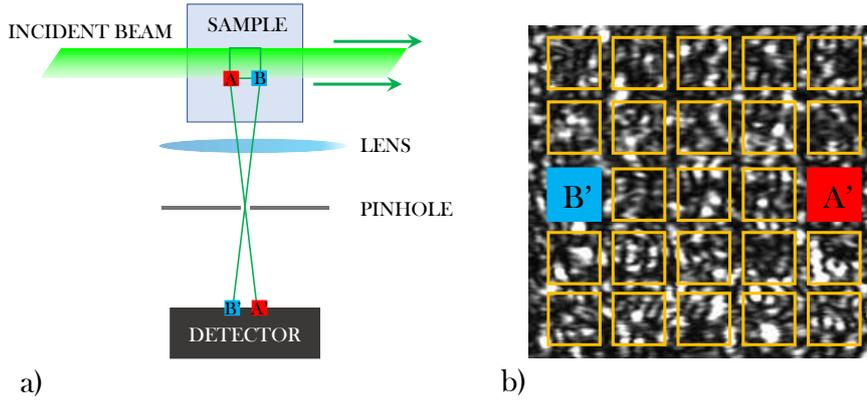 INCIDENT BEAM
SAMPLE
A B
LENS
PINHOLE
B' A'
DETECTOR
a)
B’ A’
b)